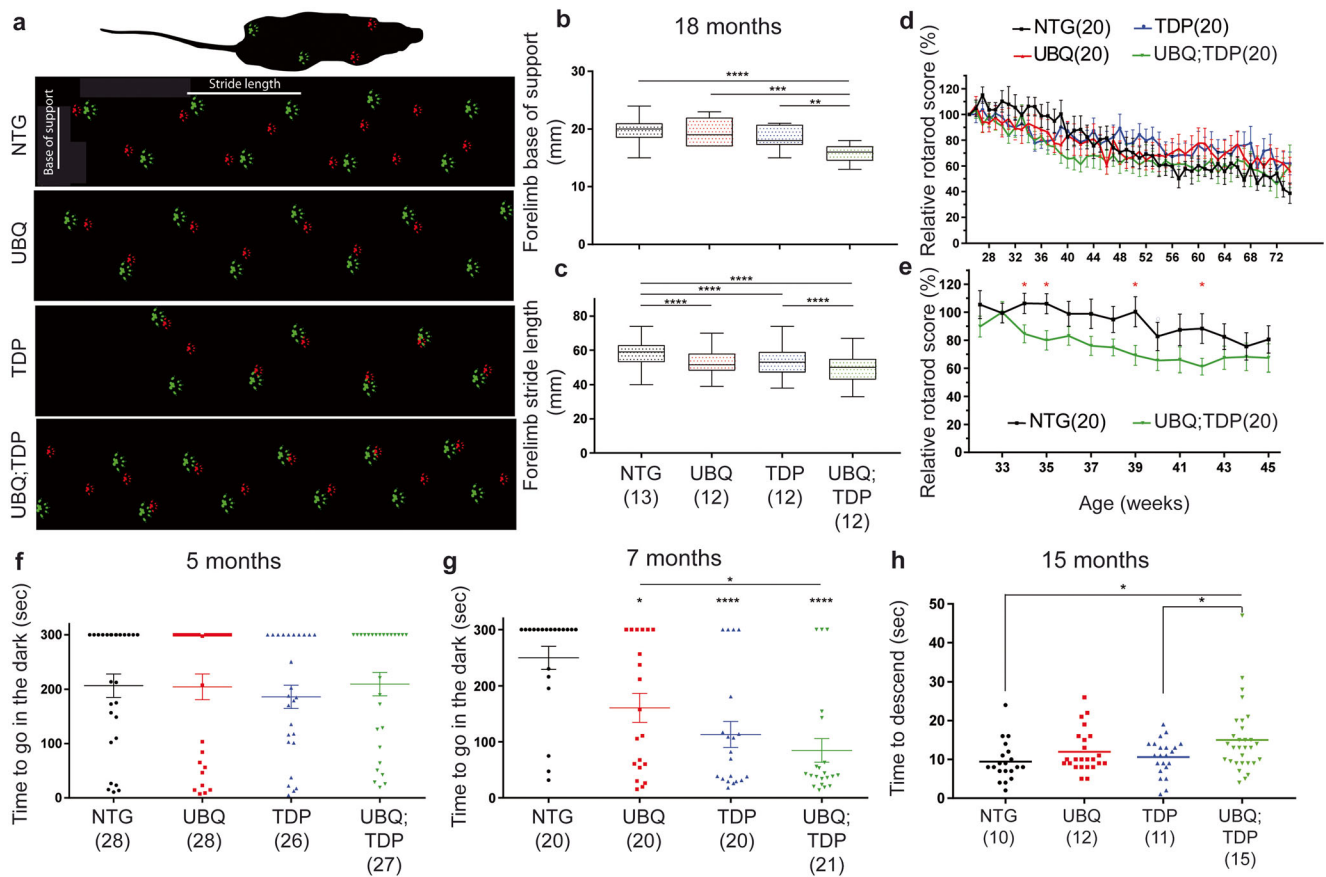 a
Stride length
Base of support
NTG
UBQ
TDP
UBQ;TDP
b
18 months
Forelimb base of support
(mm)
30
20
10
0
****
***
**
c
Forelimb stride length
(mm)
80
60
40
20
0
****
****
****
****
NTG
(13)
UBQ
(12)
TDP
(12)
UBQ;
TDP
(12)
d
NTG(20)
TDP(20)
UBQ(20)
UBQ;TDP(20)
Relative rotarod score (%)
120
100
80
60
40
20
0
28 32 36 40 44 48 52 56 60 64 68 72
e
Relative rotarod score (%)
120
100
80
60
40
20
0
* * * *
NTG(20)
UBQ;TDP(20)
33 35 37 39 41 43 45
Age (weeks)
f
5 months
Time to go in the dark (sec)
300
200
100
0
NTG
(28)
UBQ
(28)
TDP
(26)
UBQ;
TDP
(27)
g
7 months
Time to go in the dark (sec)
300
200
100
0
*
* **** ****
NTG
(20)
UBQ
(20)
TDP
(20)
UBQ;
TDP
(21)
h
15 months
Time to descend (sec)
50
40
30
20
10
0
*
*
NTG
(10)
UBQ
(12)
TDP
(11)
UBQ;
TDP
(15)